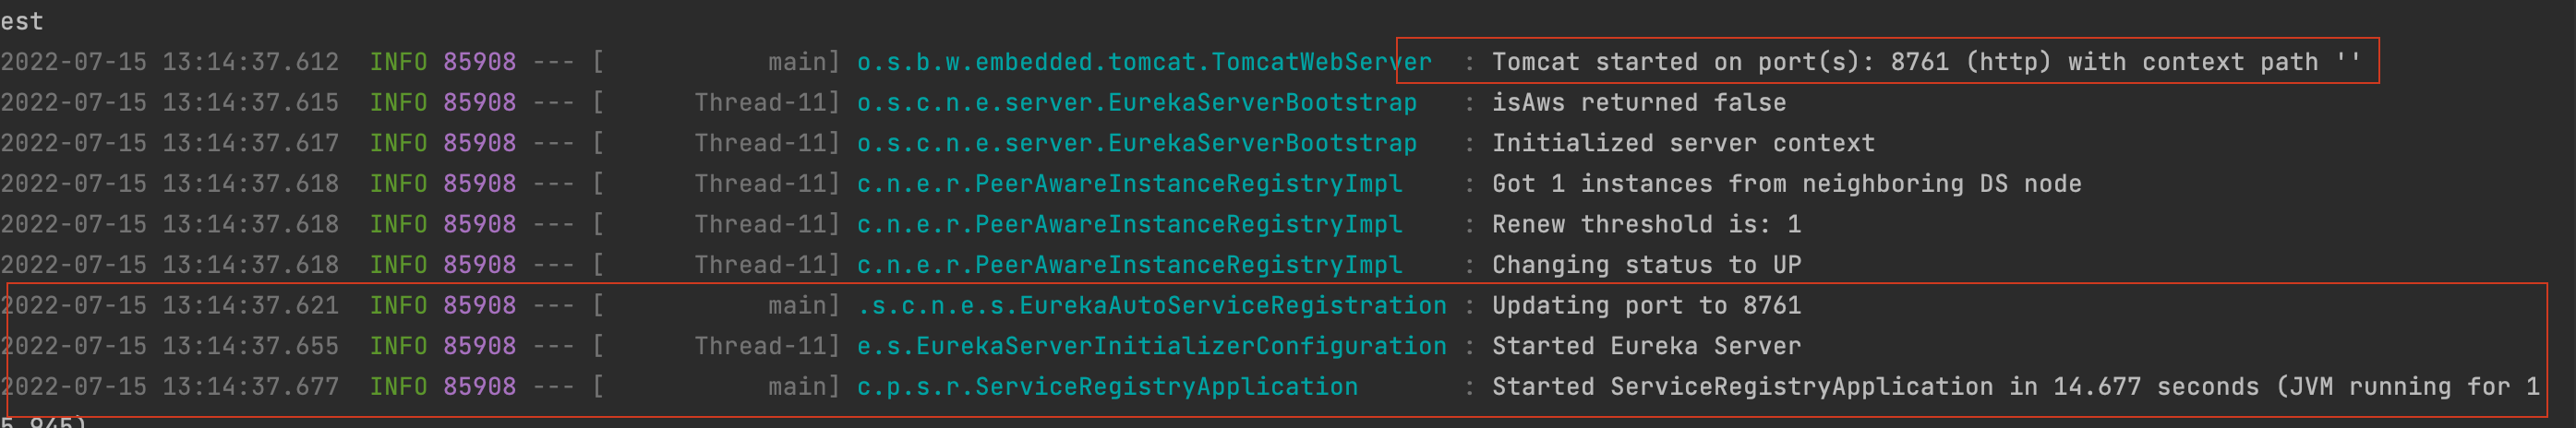 est
2022-07-15 13:14:37.612  INFO 85908 --- [           main] o.s.b.w.embedded.tomcat.TomcatWebServer  : Tomcat started on port(s): 8761 (http) with context path ''
2022-07-15 13:14:37.615  INFO 85908 --- [      Thread-11] o.s.c.n.e.server.EurekaServerBootstrap   : isAws returned false
2022-07-15 13:14:37.617  INFO 85908 --- [      Thread-11] o.s.c.n.e.server.EurekaServerBootstrap   : Initialized server context
2022-07-15 13:14:37.618  INFO 85908 --- [      Thread-11] c.n.e.r.PeerAwareInstanceRegistryImpl    : Got 1 instances from neighboring DS node
2022-07-15 13:14:37.618  INFO 85908 --- [      Thread-11] c.n.e.r.PeerAwareInstanceRegistryImpl    : Renew threshold is: 1
2022-07-15 13:14:37.618  INFO 85908 --- [      Thread-11] c.n.e.r.PeerAwareInstanceRegistryImpl    : Changing status to UP
2022-07-15 13:14:37.621  INFO 85908 --- [           main] .s.c.n.e.s.EurekaAutoServiceRegistration : Updating port to 8761
2022-07-15 13:14:37.655  INFO 85908 --- [      Thread-11] e.s.EurekaServerInitializerConfiguration : Started Eureka Server
2022-07-15 13:14:37.677  INFO 85908 --- [           main] c.p.s.r.ServiceRegistryApplication       : Started ServiceRegistryApplication in 14.677 seconds (JVM running for 1
5.945)